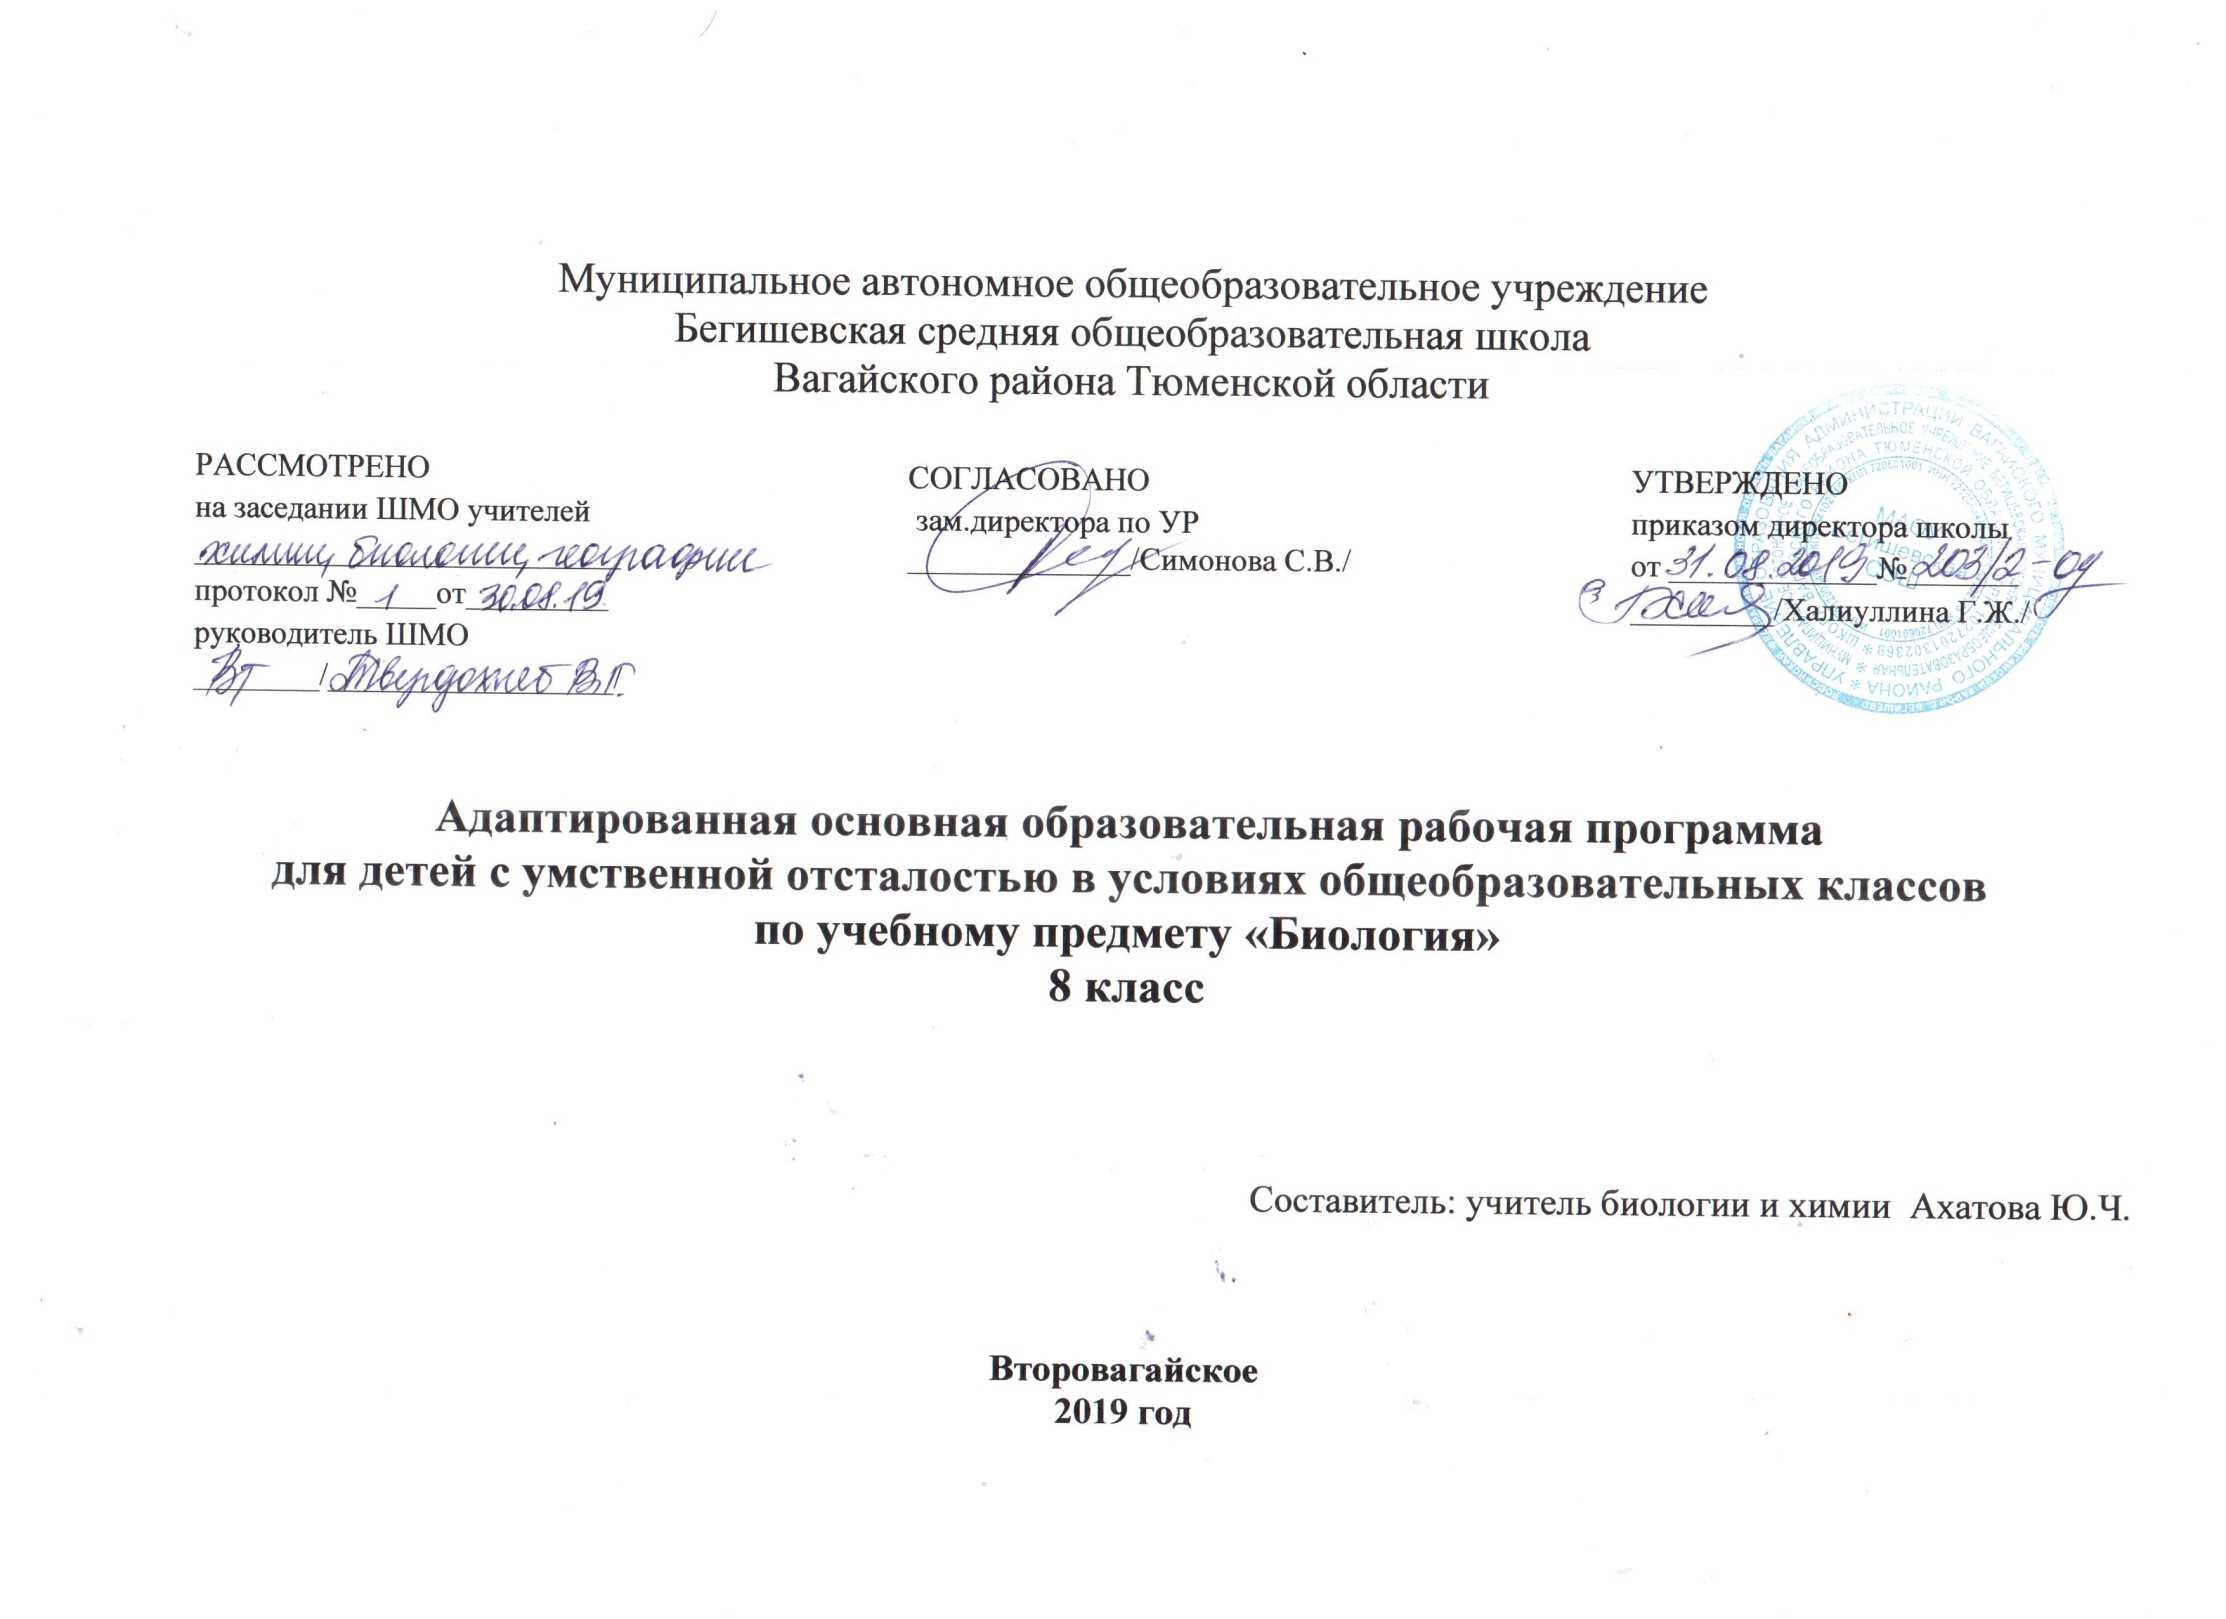 Муниципальное автономное общеобразовательное учреждение
Бегишевская средняя общеобразовательная школа
Вагайского района Тюменской области
РАССМОТРЕНО
на заседании ШМО учителей
химии, биологии, географии
протокол № 1 от 30.08.19
руководитель ШМО
Вт / Твердохлеб В.Г.
СОГЛАСОВАНО
зам.директора по УР
/Симонова С.В./
УТВЕРЖДЕНО
приказом директора школы
от 31.08.2019 № 203/2-од
/Халиуллина Г.Ж./
Адаптированная основная образовательная рабочая программа
для детей с умственной отсталостью в условиях общеобразовательных классов
по учебному предмету «Биология»
8 класс
Составитель: учитель биологии и химии Ахатова Ю.Ч.
Второвагайское
2019 год